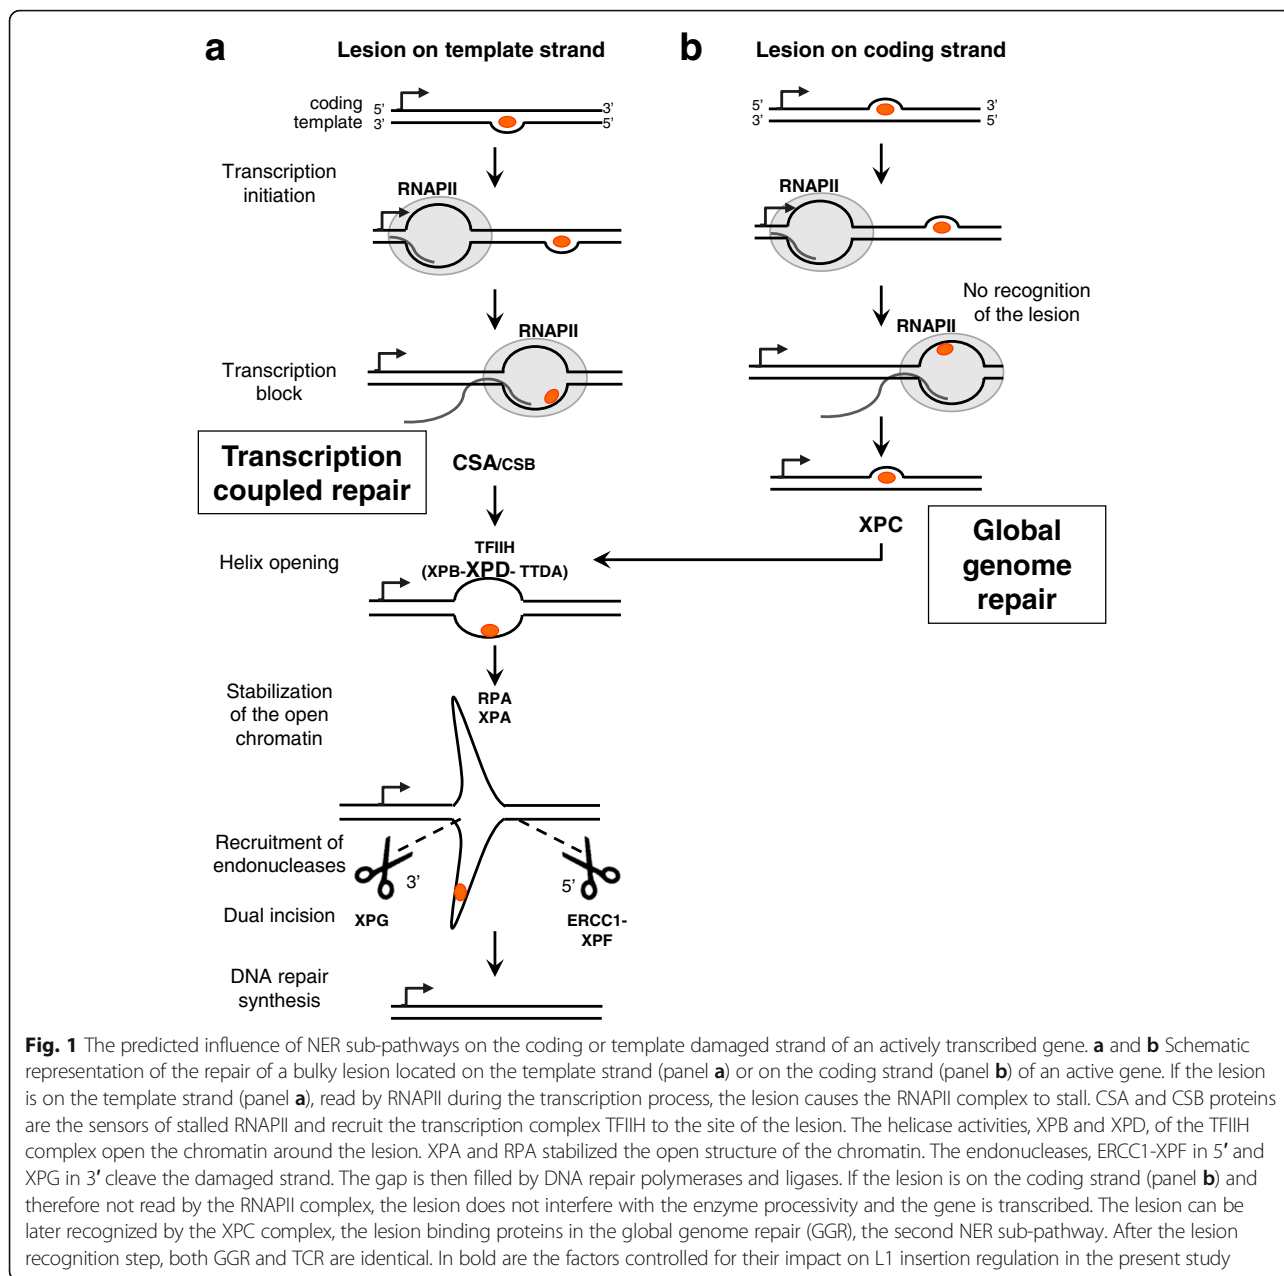 a
Lesion on template strand
coding
template
5’
3’
3’
5’
Transcription
initiation
RNAPII
RNAPII
Transcription
block
Transcription
coupled repair
CSA/CSB
Helix opening
TFIIH
(XPB-XPD- TTDA)
Stabilization
of the open
chromatin
RPA
XPA
Recruitment of
endonucleases
3’
5’
Dual incision
XPG
ERCC1-
XPF
DNA repair
synthesis
b
Lesion on coding strand
5’
3’
3’
5’
RNAPII
No recognition
of the lesion
RNAPII
XPC
Global
genome
repair
Fig. 1 The predicted influence of NER sub-pathways on the coding or template damaged strand of an actively transcribed gene. a and b Schematic
representation of the repair of a bulky lesion located on the template strand (panel a) or on the coding strand (panel b) of an active gene. If the lesion
is on the template strand (panel a), read by RNAPII during the transcription process, the lesion causes the RNAPII complex to stall. CSA and CSB proteins
are the sensors of stalled RNAPII and recruit the transcription complex TFIIH to the site of the lesion. The helicase activities, XPB and XPD, of the TFIIH
complex open the chromatin around the lesion. XPA and RPA stabilized the open structure of the chromatin. The endonucleases, ERCC1-XPF in 5′ and
XPG in 3′ cleave the damaged strand. The gap is then filled by DNA repair polymerases and ligases. If the lesion is on the coding strand (panel b) and
therefore not read by the RNAPII complex, the lesion does not interfere with the enzyme processivity and the gene is transcribed. The lesion can be
later recognized by the XPC complex, the lesion binding proteins in the global genome repair (GGR), the second NER sub-pathway. After the lesion
recognition step, both GGR and TCR are identical. In bold are the factors controlled for their impact on L1 insertion regulation in the present study